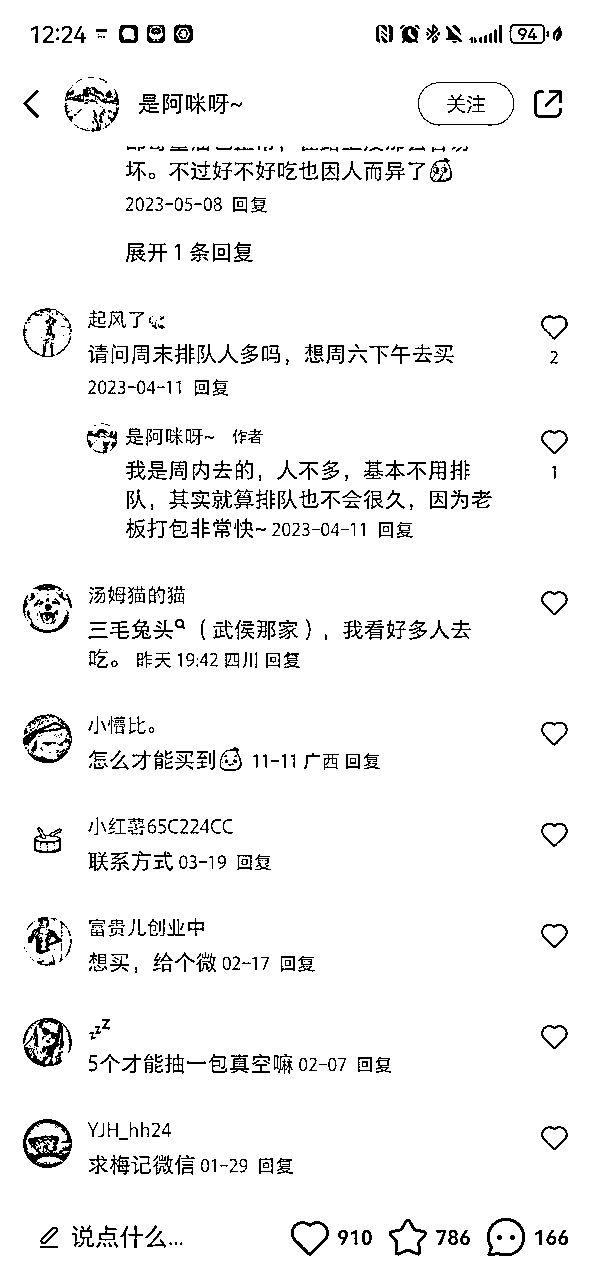 12:24
94
是阿咪呀~
关注
坏。不过好不好吃也因人而异了
2023-05-08 回复
展开 1 条回复
起风了
请问周末排队人多吗，想周六下午去买
2
2023-04-11 回复
是阿咪呀~ 作者
我是周内去的，人不多，基本不用排
1
队，其实就算排队也不会很久，因为老
板打包非常快~ 2023-04-11 回复
汤姆猫的猫
三毛兔头（武侯那家），我看好多人去
吃。 昨天 19:42 四川 回复
小懵比。
怎么才能买到 11-11 广西 回复
小红薯65C224CC
联系方式 03-19 回复
富贵儿创业中
想买，给个微 02-17 回复
zzZ
5个才能抽一包真空嘛 02-07 回复
YJH_hh24
求梅记微信 01-29 回复
说点什么... 910 786 166